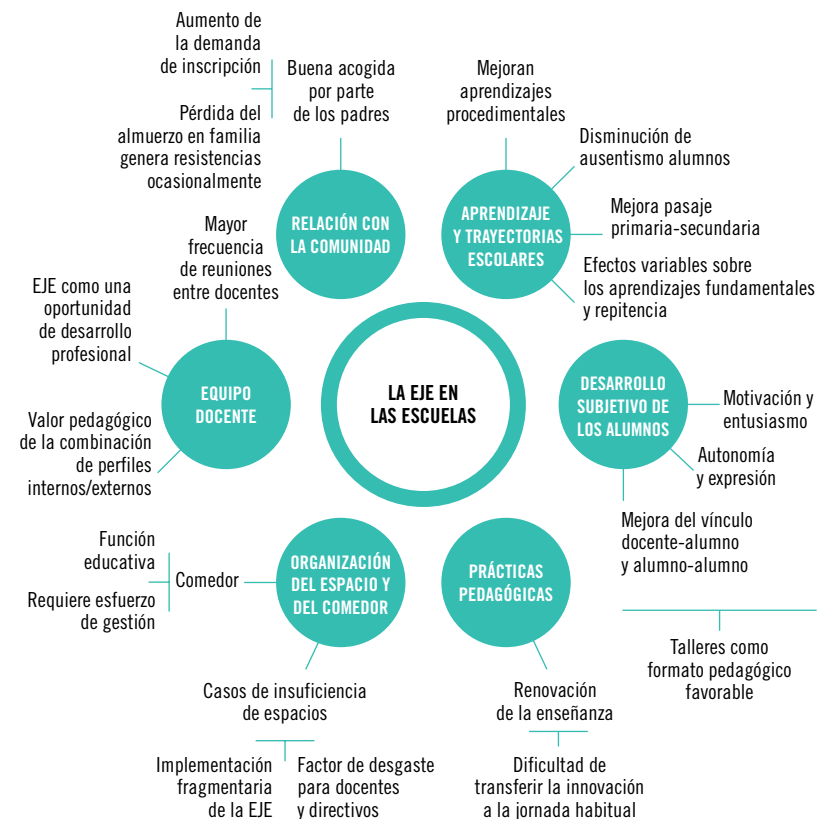 Aumento de
la demanda
de inscripción
Pérdida del
almuerzo en familia
genera resistencias
ocasionalmente
Buena acogida
por parte
de los padres
RELACIÓN CON
LA COMUNIDAD
Mejoran
aprendizajes
procedimentales
Disminución de
ausentismo alumnos
Mejora pasaje
primaria-secundaria
Efectos variables sobre
los aprendizajes fundamentales
y repitencia
APRENDIZAJE
Y TRAYECTORIAS
ESCOLARES
Mayor
frecuencia
de reuniones
entre docentes
EJE como una
oportunidad
de desarrollo
profesional
Valor pedagógico
de la combinación
de perfiles
internos/externos
EQUIPO
DOCENTE
LA EJE EN
LAS ESCUELAS
DESARROLLO
SUBJETIVO DE
LOS ALUMNOS
Motivación y
entusiasmo
Autonomía
y expresión
Mejora del vínculo
docente-alumno
y alumno-alumno
Talleres como
formato pedagógico
favorable
Función
educativa
Requiere esfuerzo
de gestión
Comedor
ORGANIZACIÓN
DEL ESPACIO Y
DEL COMEDOR
Casos de insuficiencia
de espacios
Implementación
fragmentaria
de la EJE
Factor de desgaste
para docentes
y directivos
PRÁCTICAS
PEDAGÓGICAS
Renovación
de la enseñanza
Dificultad de
transferir la innovación
a la jornada habitual